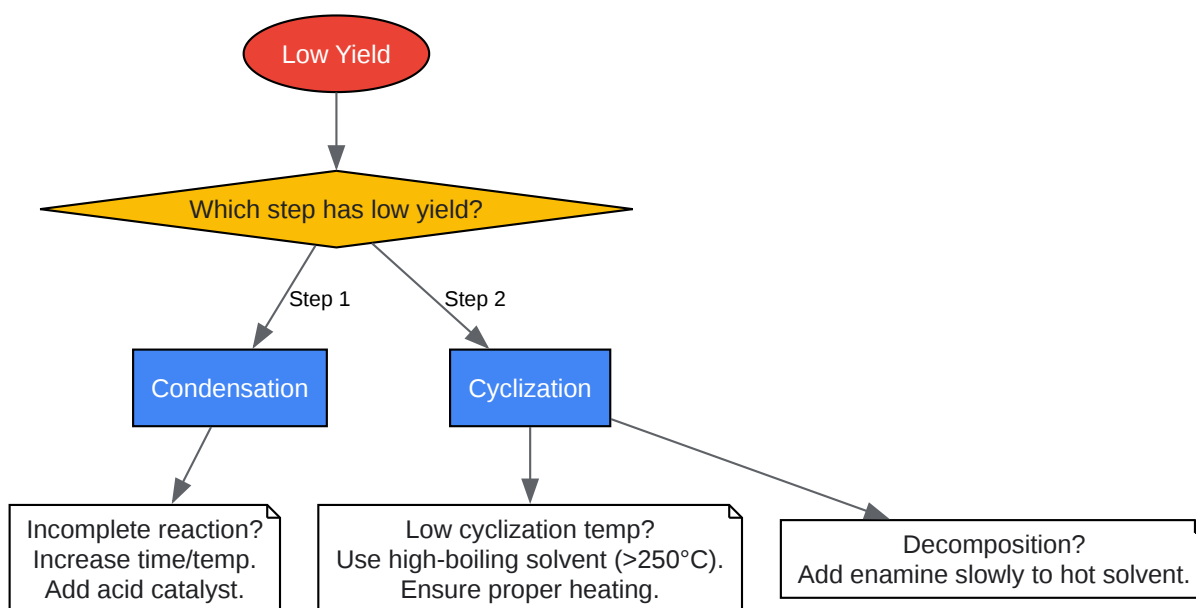 Low Yield
Which step has low yield?
Step 1
Step 2
Condensation
Cyclization
Incomplete reaction?
Increase time/temp.
Add acid catalyst.
Low cyclization temp?
Use high-boiling solvent (>250°C).
Ensure proper heating.
Decomposition?
Add enamine slowly to hot solvent.